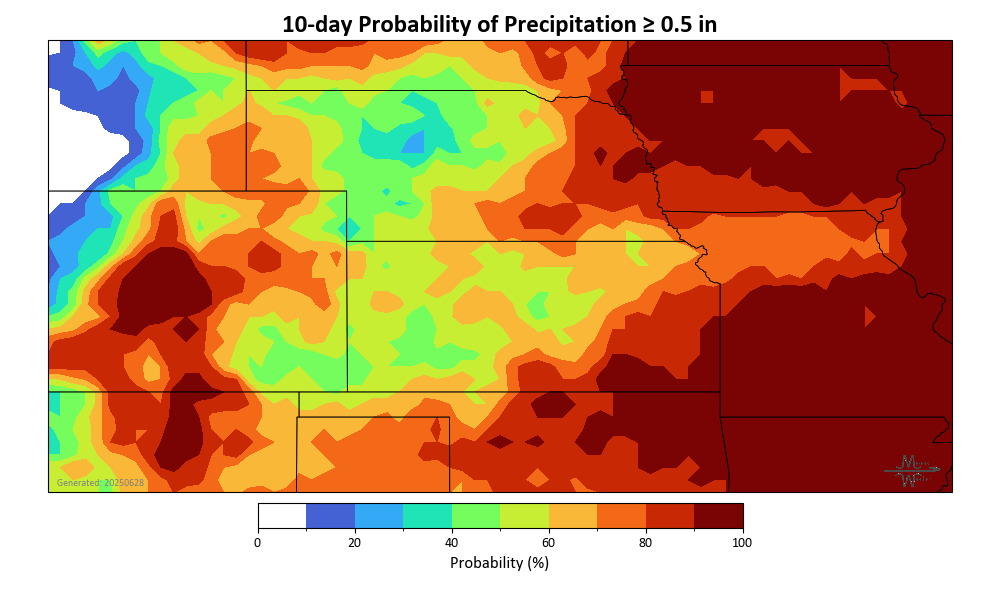 10-day Probability of Precipitation ≥ 0.5 in
Generated: 20250628
0 20 40 60 80 100
Probability (%)